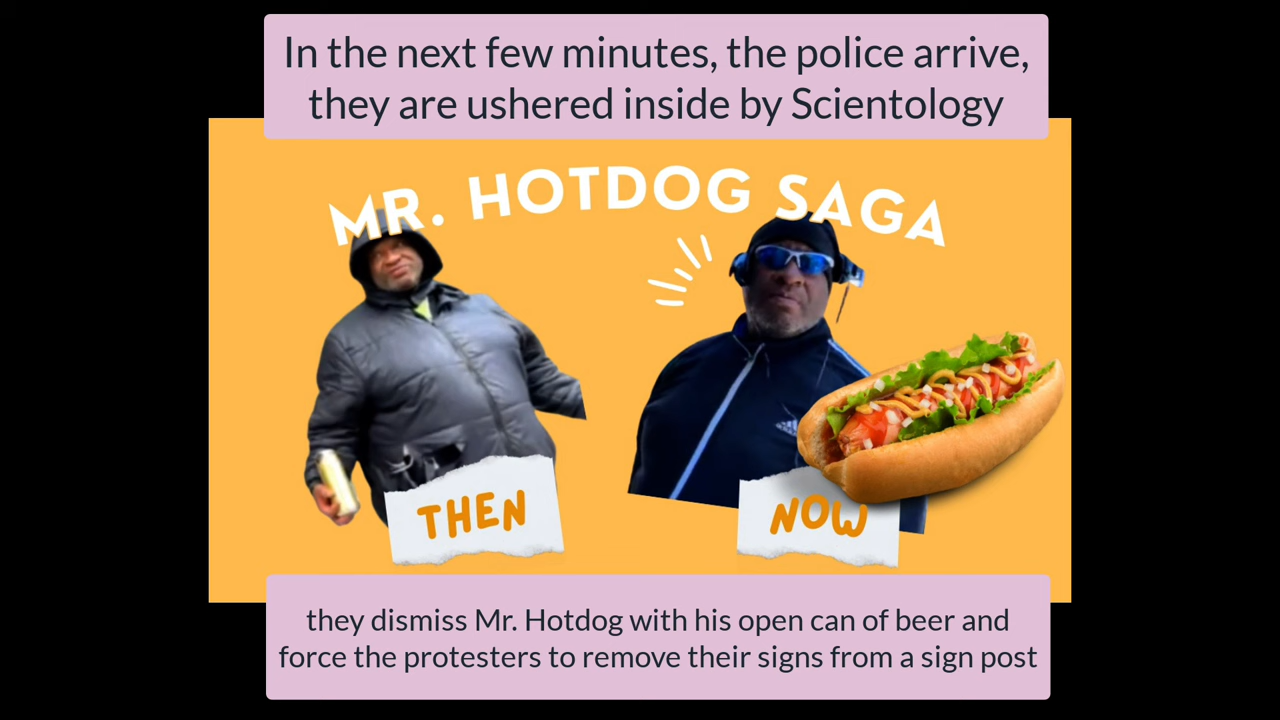 In the next few minutes, the police arrive,
they are ushered inside by Scientology
MR. HOTDOG SAGA
THEN
NOW
they dismiss Mr. Hotdog with his open can of beer and
force the protesters to remove their signs from a sign post